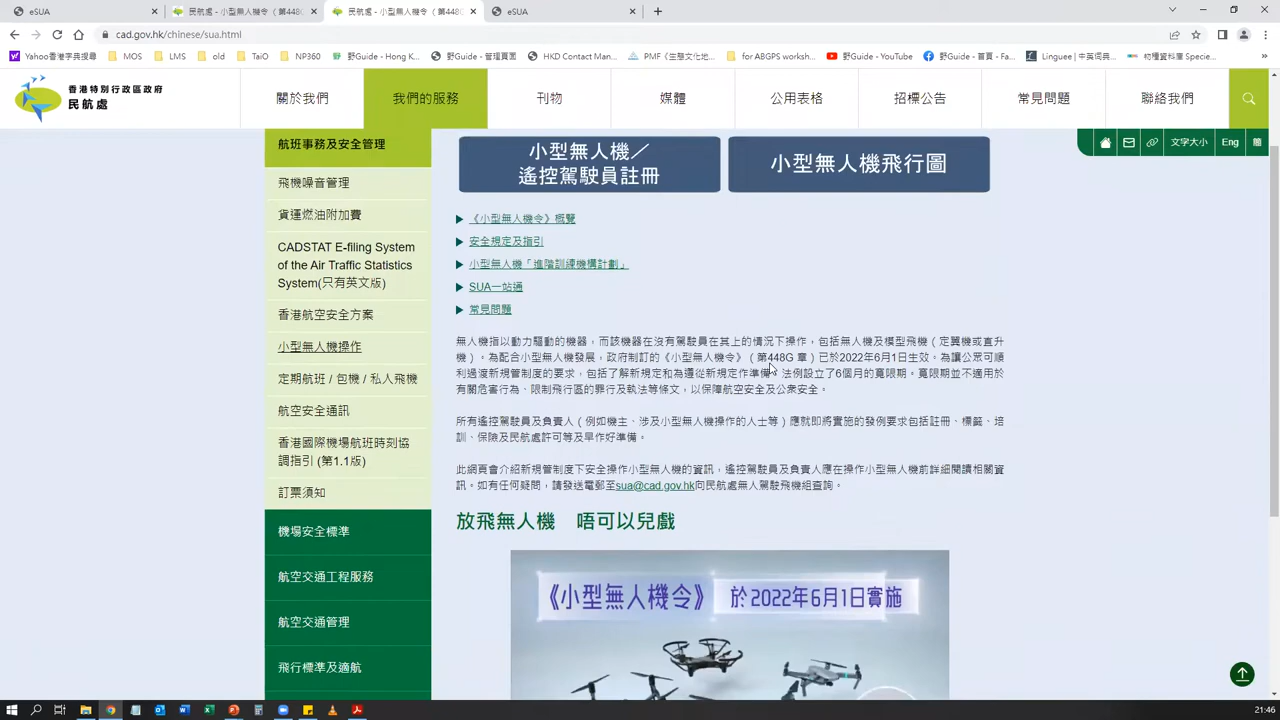 eSUA
民航處 - 小型無人機令（第448G
民航處 - 小型無人機令（第448G
eSUA
cad.gov.hk/chinese/sua.html
Yahoo香港字典搜尋
MOS
LMS
old
TaiO
NP360
野Guide - Hong K...
野Guide - 管理頁面
HKD Contact Man...
PMF《生態文化地...
for ABGPS worksh...
野Guide - YouTube
野Guide - 首頁 - Fa...
Linguee | 中英詞典...
物種資料庫 Specie...
香港特別行政區政府
民航處
關於我們
我們的服務
刊物
媒體
公用表格
招標公告
常見問題
聯絡我們
文字大小
Eng
簡
航班事務及安全管理
飛機噪音管理
貨運燃油附加費
CADSTAT E-filing System
of the Air Traffic Statistics
System(只有英文版)
香港航空安全方案
小型無人機操作
定期航班 / 包機 / 私人飛機
航空安全通訊
香港國際機場航班時刻協
調指引 (第1.1版)
訂票須知
機場安全標準
航空交通工程服務
航空交通管理
飛行標準及適航
小型無人機／
遙控駕駛員註冊
小型無人機飛行圖
《小型無人機令》概覽
安全規定及指引
小型無人機「進階訓練機構計劃」
SUA一站通
常見問題
無人機指以動力驅動的機器，而該機器在沒有駕駛員在其上的情況下操作，包括無人機及模型飛機（定翼機或直升
機）。為配合小型無人機發展，政府制訂的《小型無人機令》（第448G 章）已於2022年6月1日生效。為讓公眾可順
利過渡新規管制度的要求，包括了解新規定和為遵從新規定作準備，法例設立了6個月的寬限期。寬限期並不適用於
有關危害行為、限制飛行區的罪行及執法等條文，以保障航空安全及公衆安全。
所有遙控駕駛員及負責人（例如機主、涉及小型無人機操作的人士等）應就即將實施的發例要求包括註冊、標籤、培
訓、保險及民航處許可等及早作好準備。
此網頁會介紹新規管制度下安全操作小型無人機的資訊，遙控駕駛員及負責人應在操作小型無人機前詳細閱讀相關資
訊。如有任何疑問，請發送電郵至sua@cad.gov.hk向民航處無人駕駛飛機組查詢。
放飛無人機　唔可以兒戲
《小型無人機令》於2022年6月1日實施
21:46